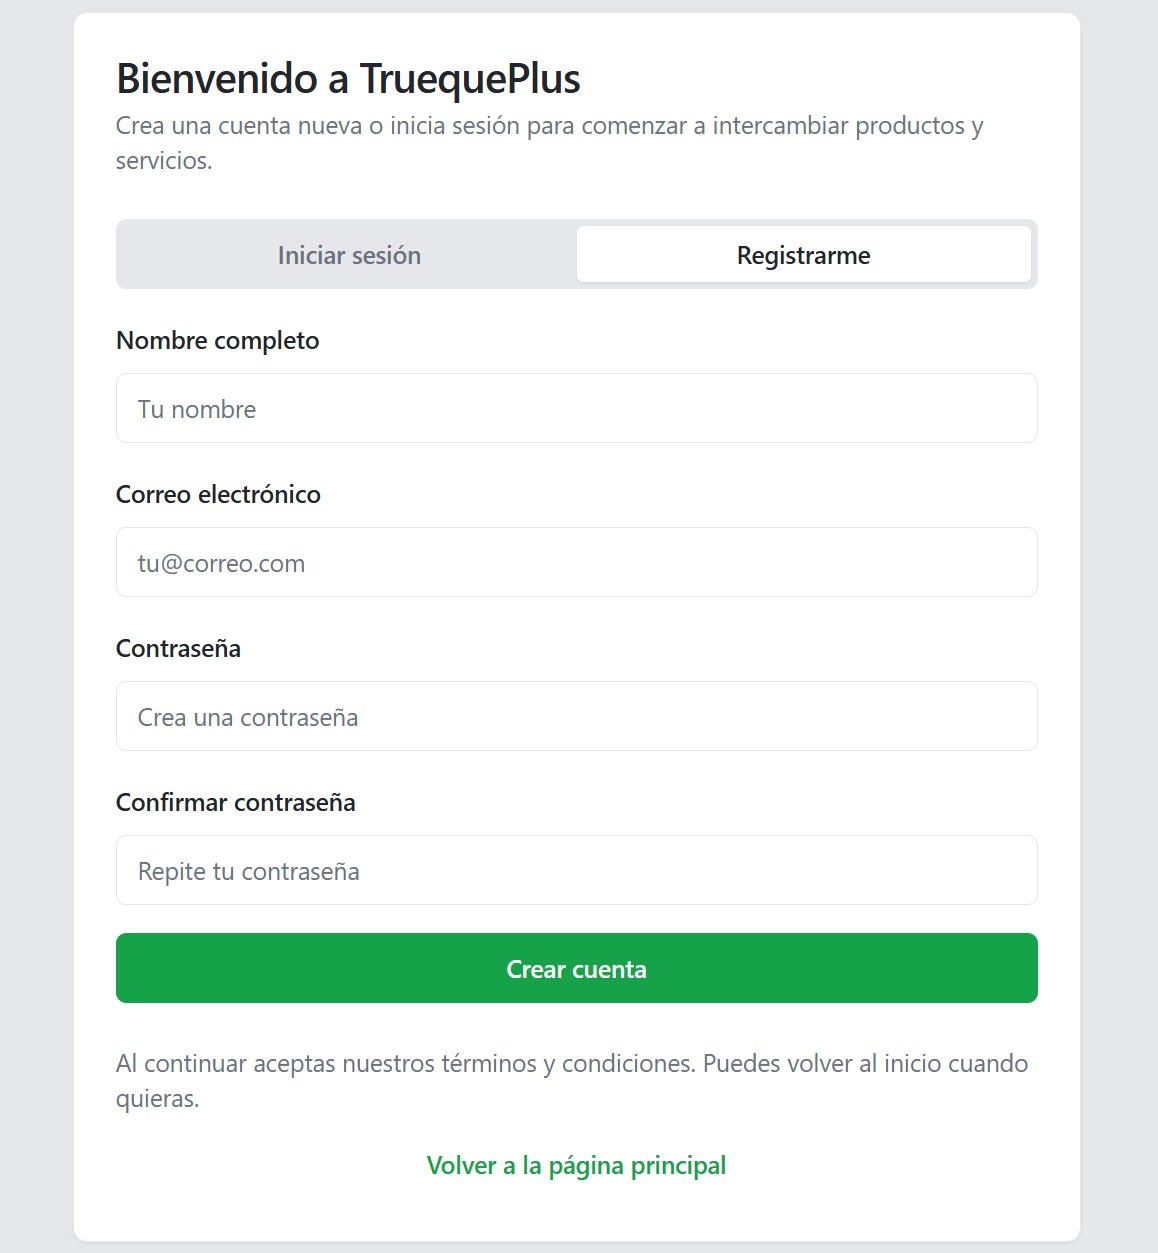 Bienvenido a TruequePlus
Crea una cuenta nueva o inicia sesión para comenzar a intercambiar productos y
servicios.
Iniciar sesión
Registrarme
Nombre completo
Tu nombre
Correo electrónico
tu@correo.com
Contraseña
Crea una contraseña
Confirmar contraseña
Repite tu contraseña
Crear cuenta
Al continuar aceptas nuestros términos y condiciones. Puedes volver al inicio cuando
quieras.
Volver a la página principal